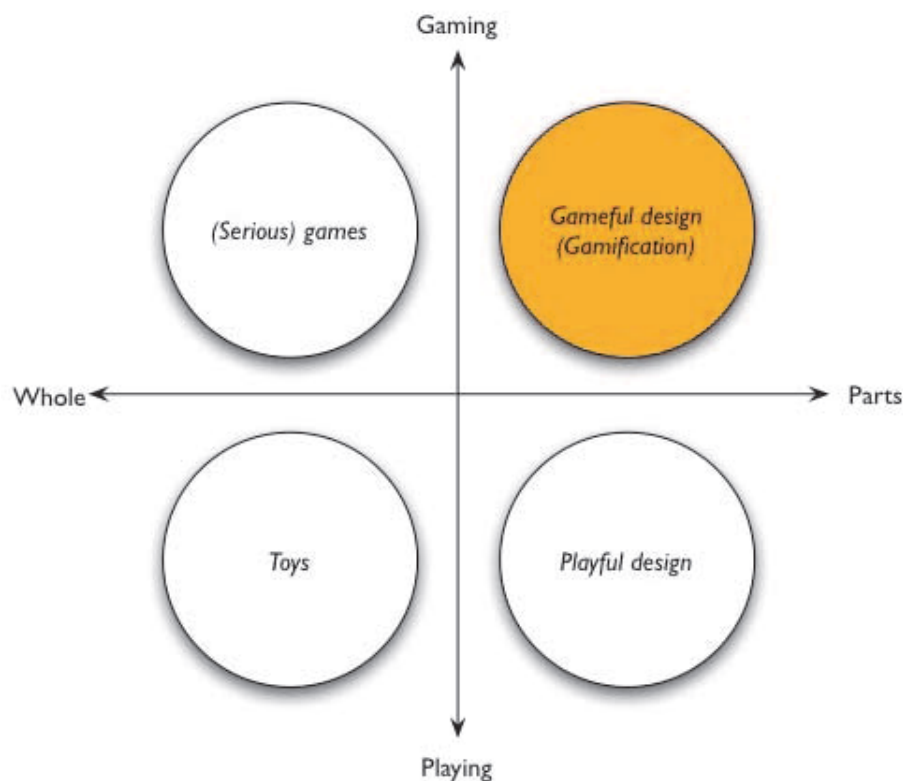 Gaming
(Serious) games
Gameful design
(Gamification)
Whole
Parts
Toys
Playful design
Playing